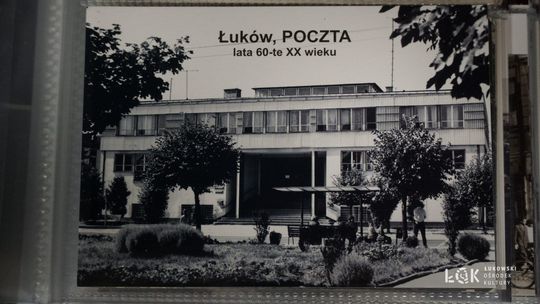 Łuków, POCZTA
lata 60-te XX wieku
ŁOK
ŁUKOWSKI
OŚRODEK
KULTURY